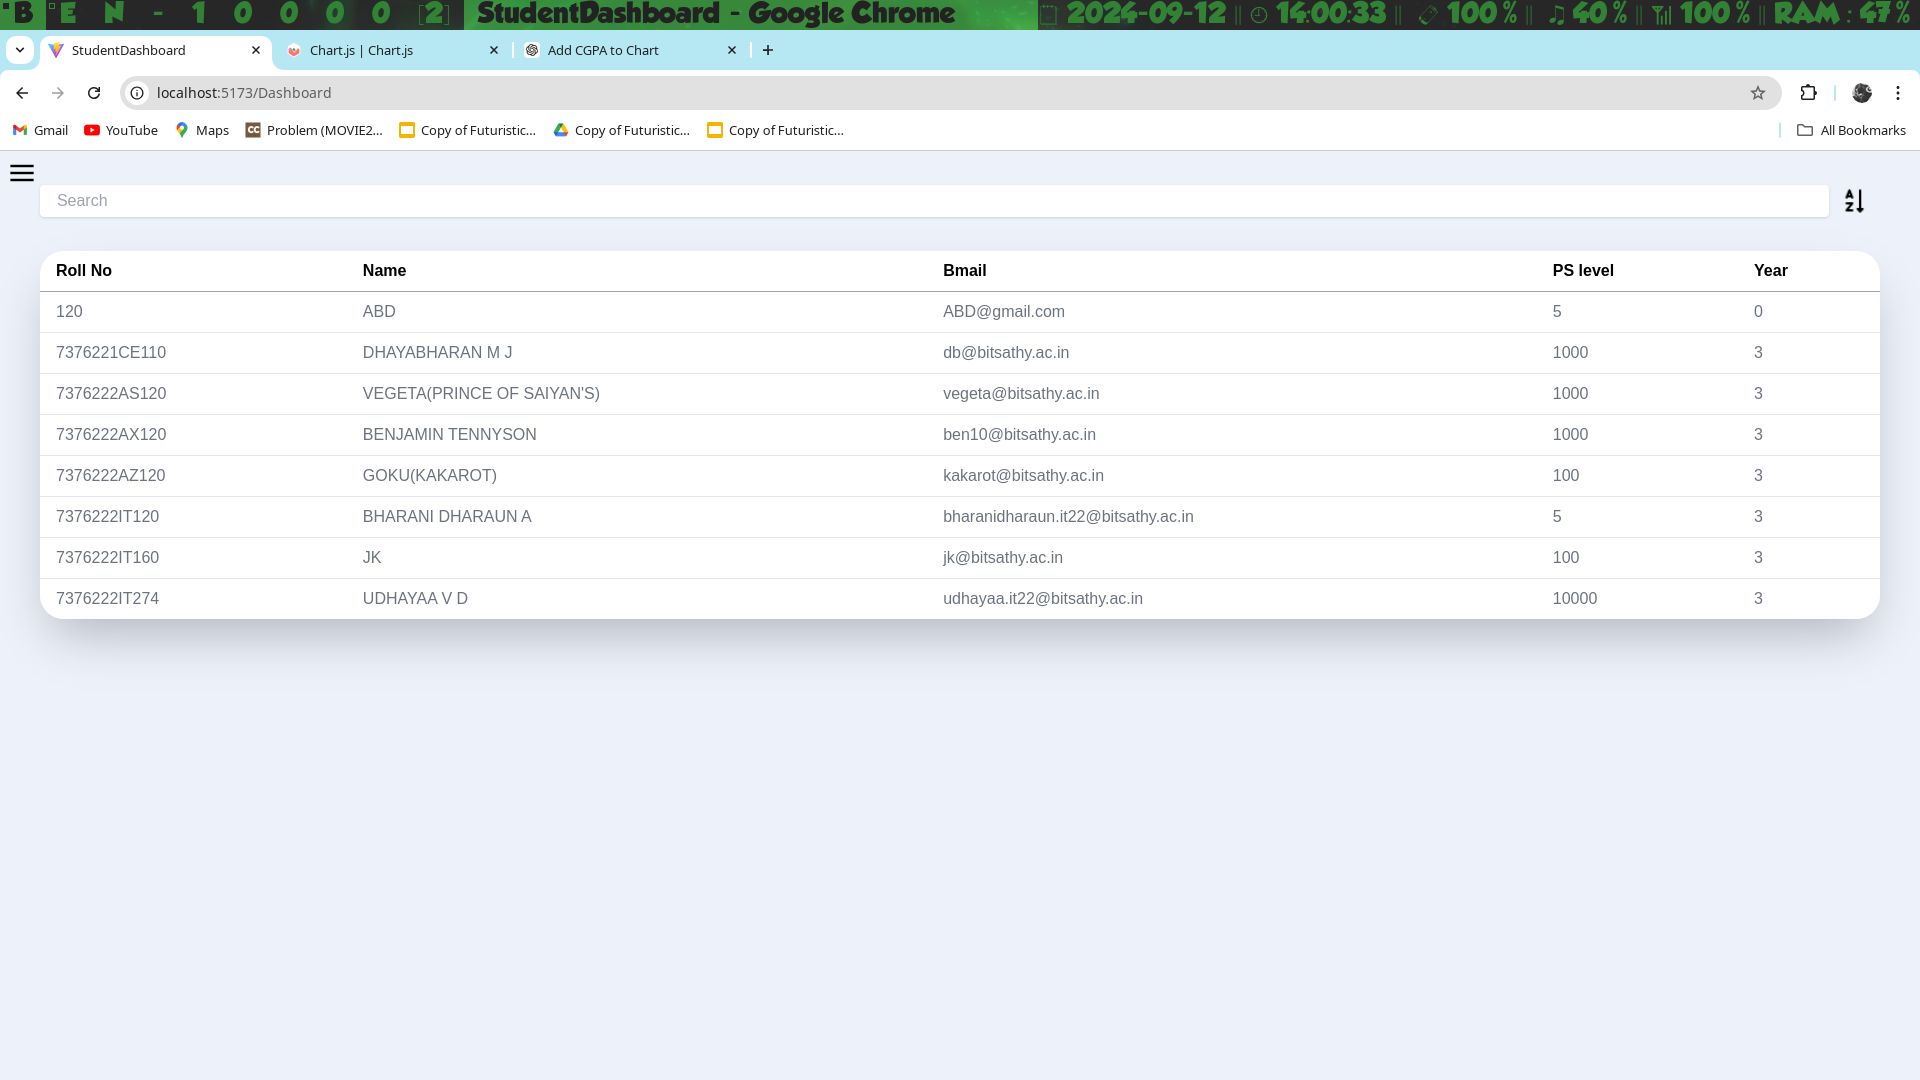 B E N - 1 0 0 0 0 [2] StudentDashboard - Google Chrome 2024-09-12 || 14:00:33 || 100 % || 40 % || 100 % || RAM : 47 %
StudentDashboard Chart.js | Chart.js Add CGPA to Chart
localhost:5173/Dashboard
Gmail YouTube Maps Problem (MOVIE2... Copy of Futuristic... Copy of Futuristic... Copy of Futuristic... All Bookmarks
Search A Z
Roll No Name Bmail PS level Year
120 ABD ABD@gmail.com 5 0
7376221CE110 DHAYABHARAN M J db@bitsathy.ac.in 1000 3
7376222AS120 VEGETA(PRINCE OF SAIYAN'S) vegeta@bitsathy.ac.in 1000 3
7376222AX120 BENJAMIN TENNYSON ben10@bitsathy.ac.in 1000 3
7376222AZ120 GOKU(KAKAROT) kakarot@bitsathy.ac.in 100 3
7376222IT120 BHARANI DHARAUN A bharanidharaun.it22@bitsathy.ac.in 5 3
7376222IT160 JK jk@bitsathy.ac.in 100 3
7376222IT274 UDHAYAA V D udhayaa.it22@bitsathy.ac.in 10000 3